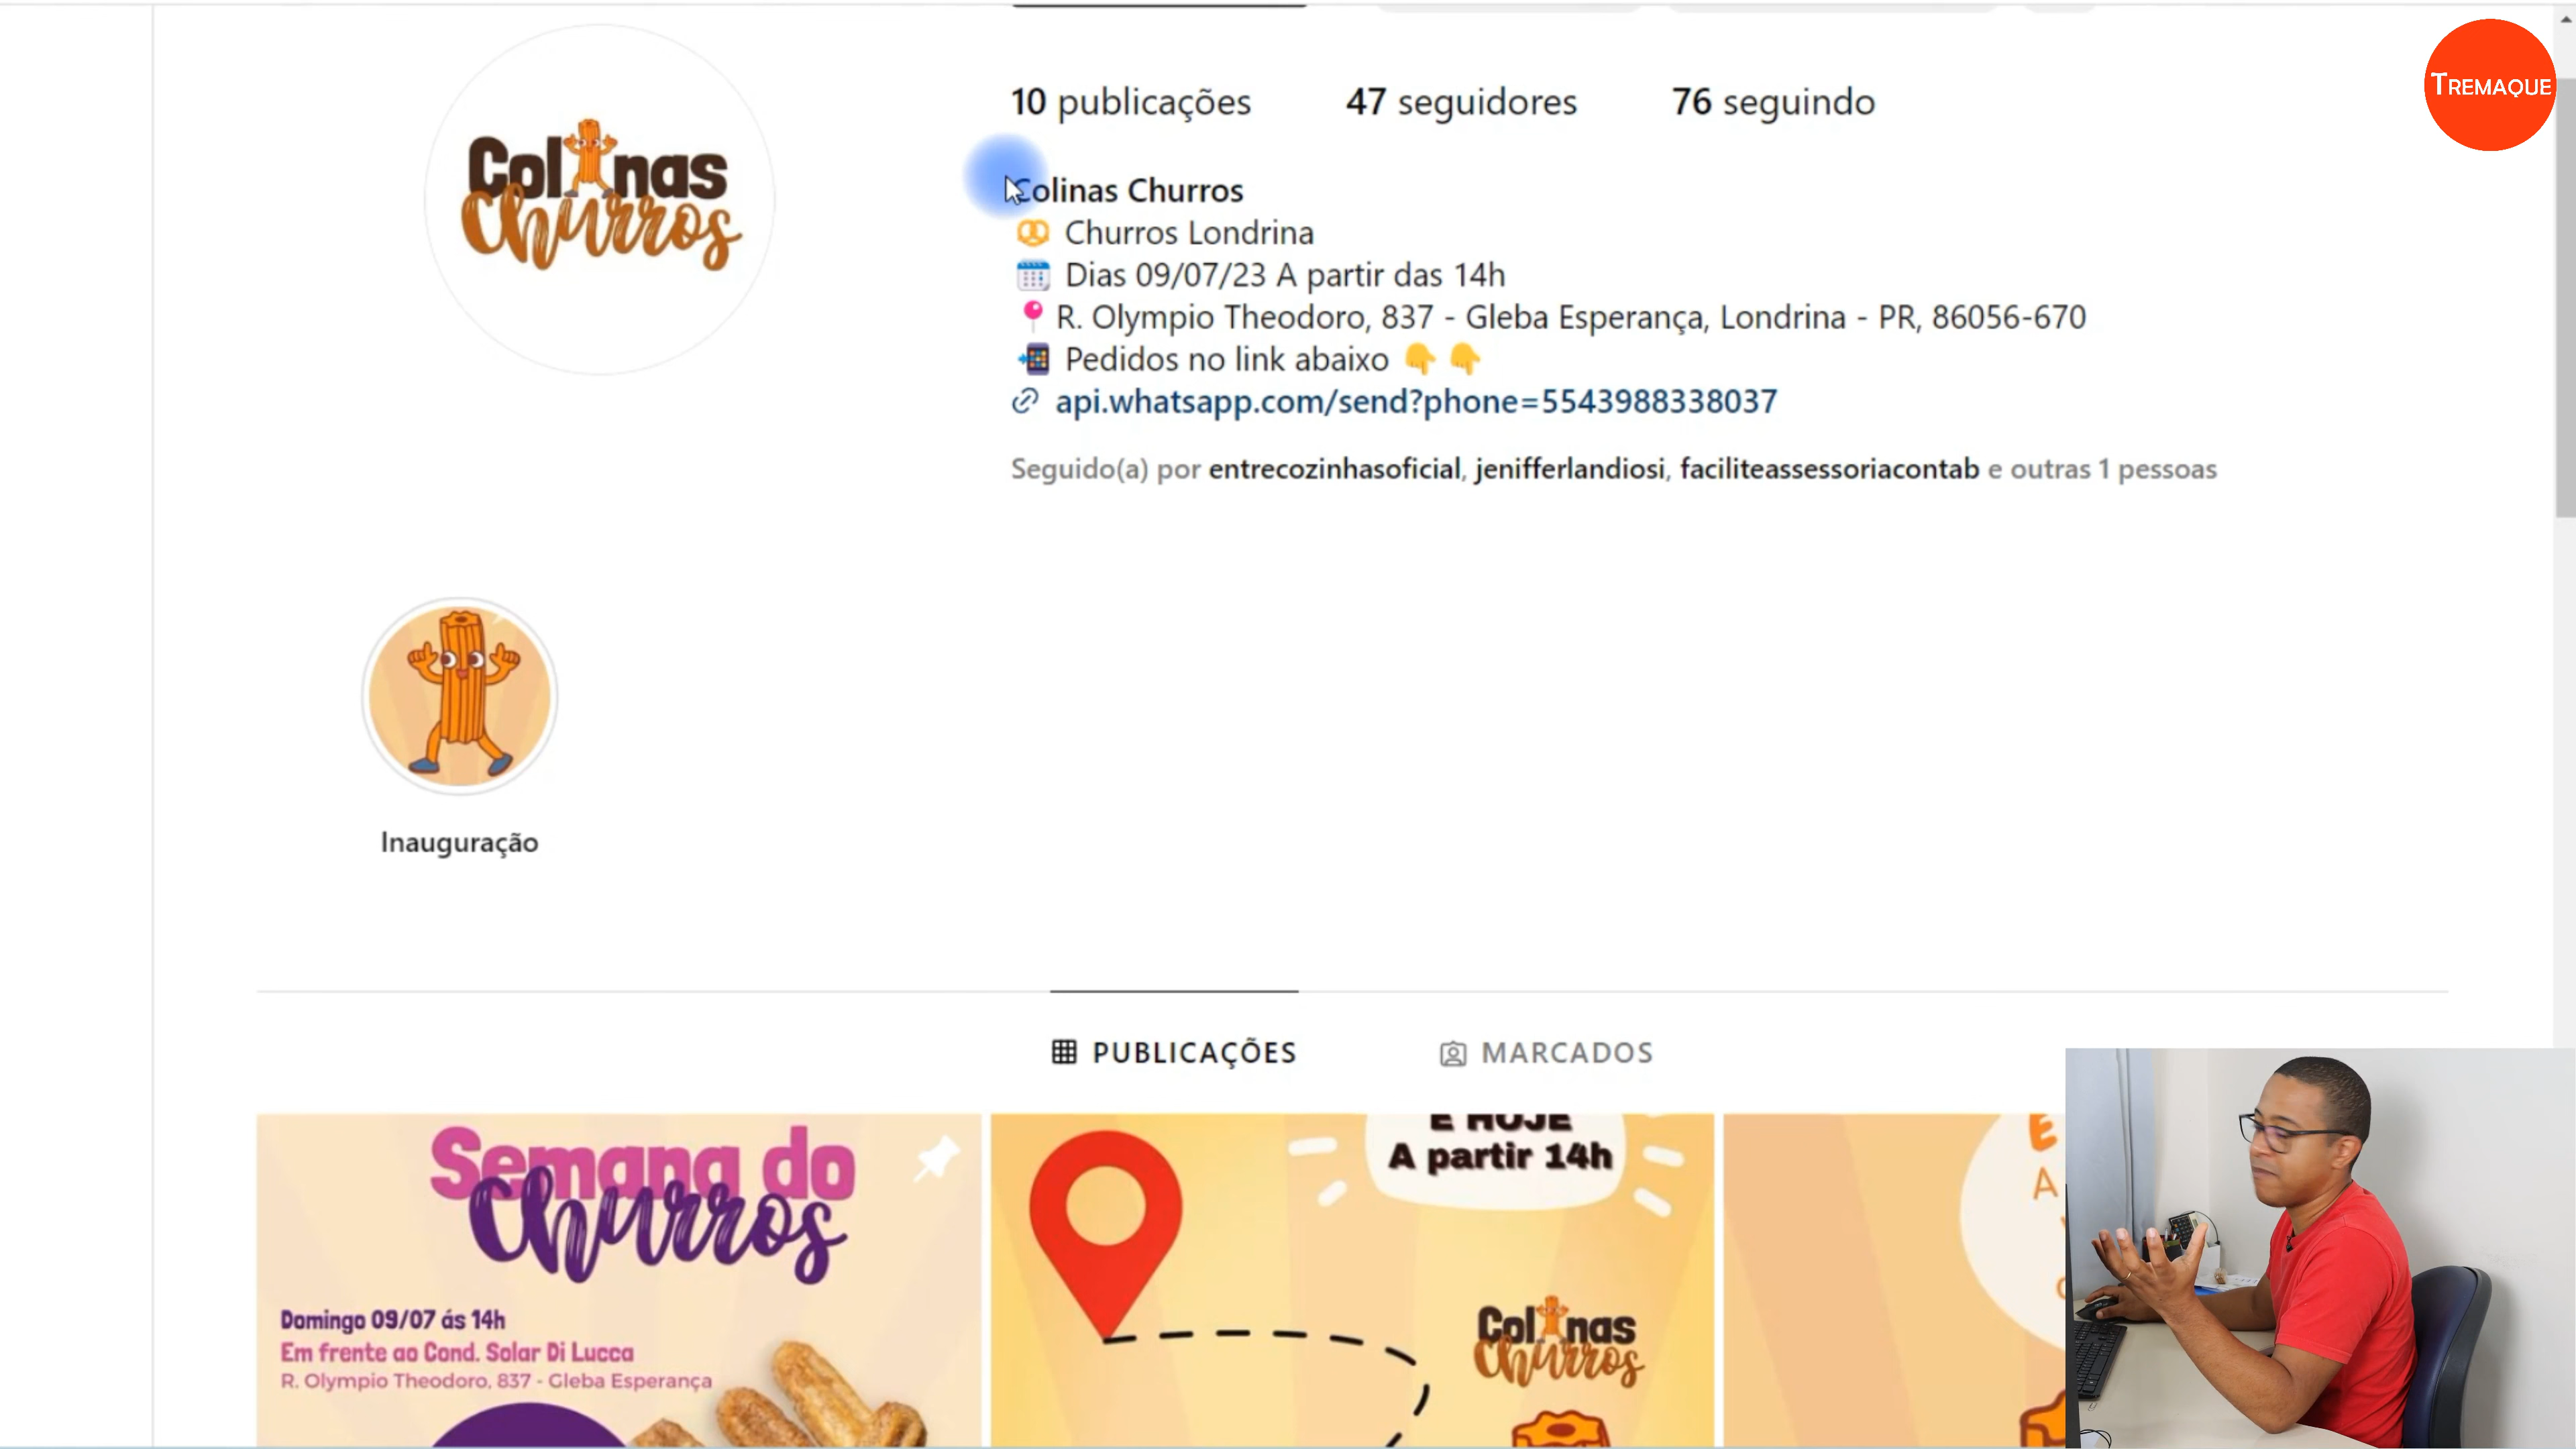 TREMAQUE
10 publicações 47 seguidores 76 seguindo
Colinas Churros
Colinas Churros
Churros Londrina
Dias 09/07/23 A partir das 14h
R. Olympio Theodoro, 837 - Gleba Esperança, Londrina - PR, 86056-670
Pedidos no link abaixo
api.whatsapp.com/send?phone=5543988338037
Seguido(a) por entrecozinhasoficial, jenifferlandiosi, faciliteassessoriacontab e outras 1 pessoas
Inauguração
PUBLICAÇÕES MARCADOS
Semana do
Churros
Domingo 09/07 ás 14h
Em frente ao Cond. Solar Di Lucca
R. Olympio Theodoro, 837 - Gleba Esperança
É HOJE
A partir 14h
Colinas
Churros